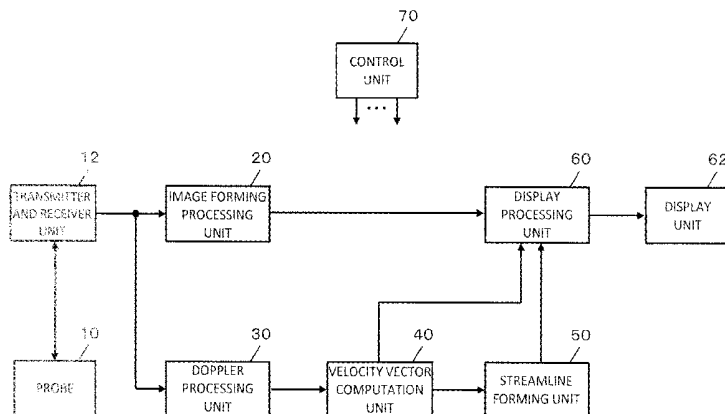 70
CONTROL
UNIT
...
12
TRANSMITTER
AND RECEIVER
UNIT
20
IMAGE FORMING
PROCESSING
UNIT
60
DISPLAY
PROCESSING
UNIT
62
DISPLAY
UNIT
10
PROBE
30
DOPPLER
PROCESSING
UNIT
40
VELOCITY VECTOR
COMPUTATION
UNIT
50
STREAMLINE
FORMING UNIT